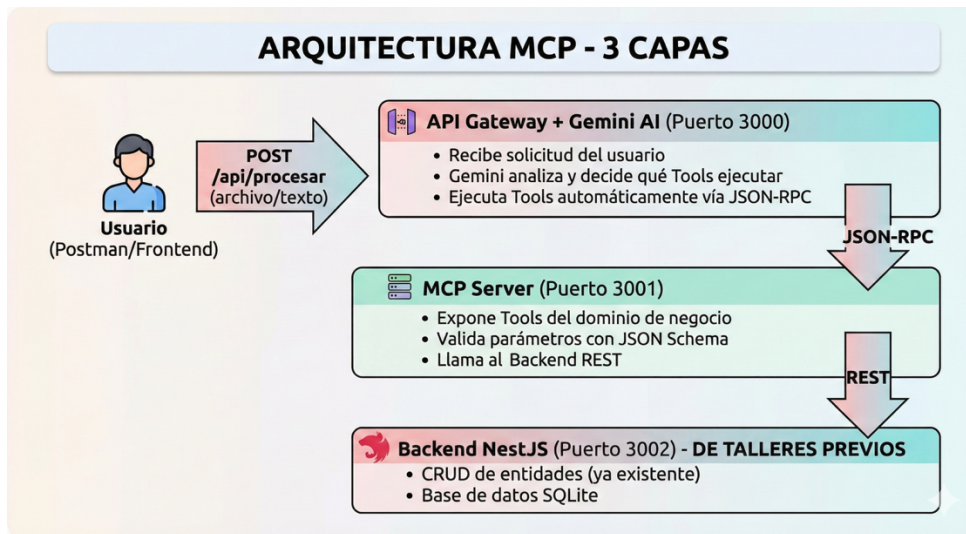 ARQUITECTURA MCP - 3 CAPAS
Usuario
(Postman/Frontend)
POST
/api/procesar
(archivo/texto)
API Gateway + Gemini AI (Puerto 3000)
• Recibe solicitud del usuario
• Gemini analiza y decide qué Tools ejecutar
• Ejecuta Tools automáticamente vía JSON-RPC
JSON-RPC
MCP Server (Puerto 3001)
• Expone Tools del dominio de negocio
• Valida parámetros con JSON Schema
• Llama al Backend REST
REST
Backend NestJS (Puerto 3002) - DE TALLERES PREVIOS
• CRUD de entidades (ya existente)
• Base de datos SQLite